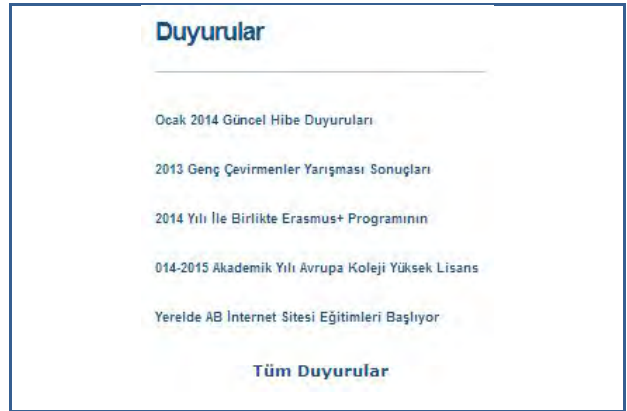 Duyurular
Ocak 2014 Güncel Hibe Duyuruları
2013 Genç Çevirmenler Yarışması Sonuçları
2014 Yılı İle Birlikte Erasmus+ Programının
014-2015 Akademik Yılı Avrupa Koleji Yüksek Lisans
Yerelde AB İnternet Sitesi Eğitimleri Başlıyor
Tüm Duyurular